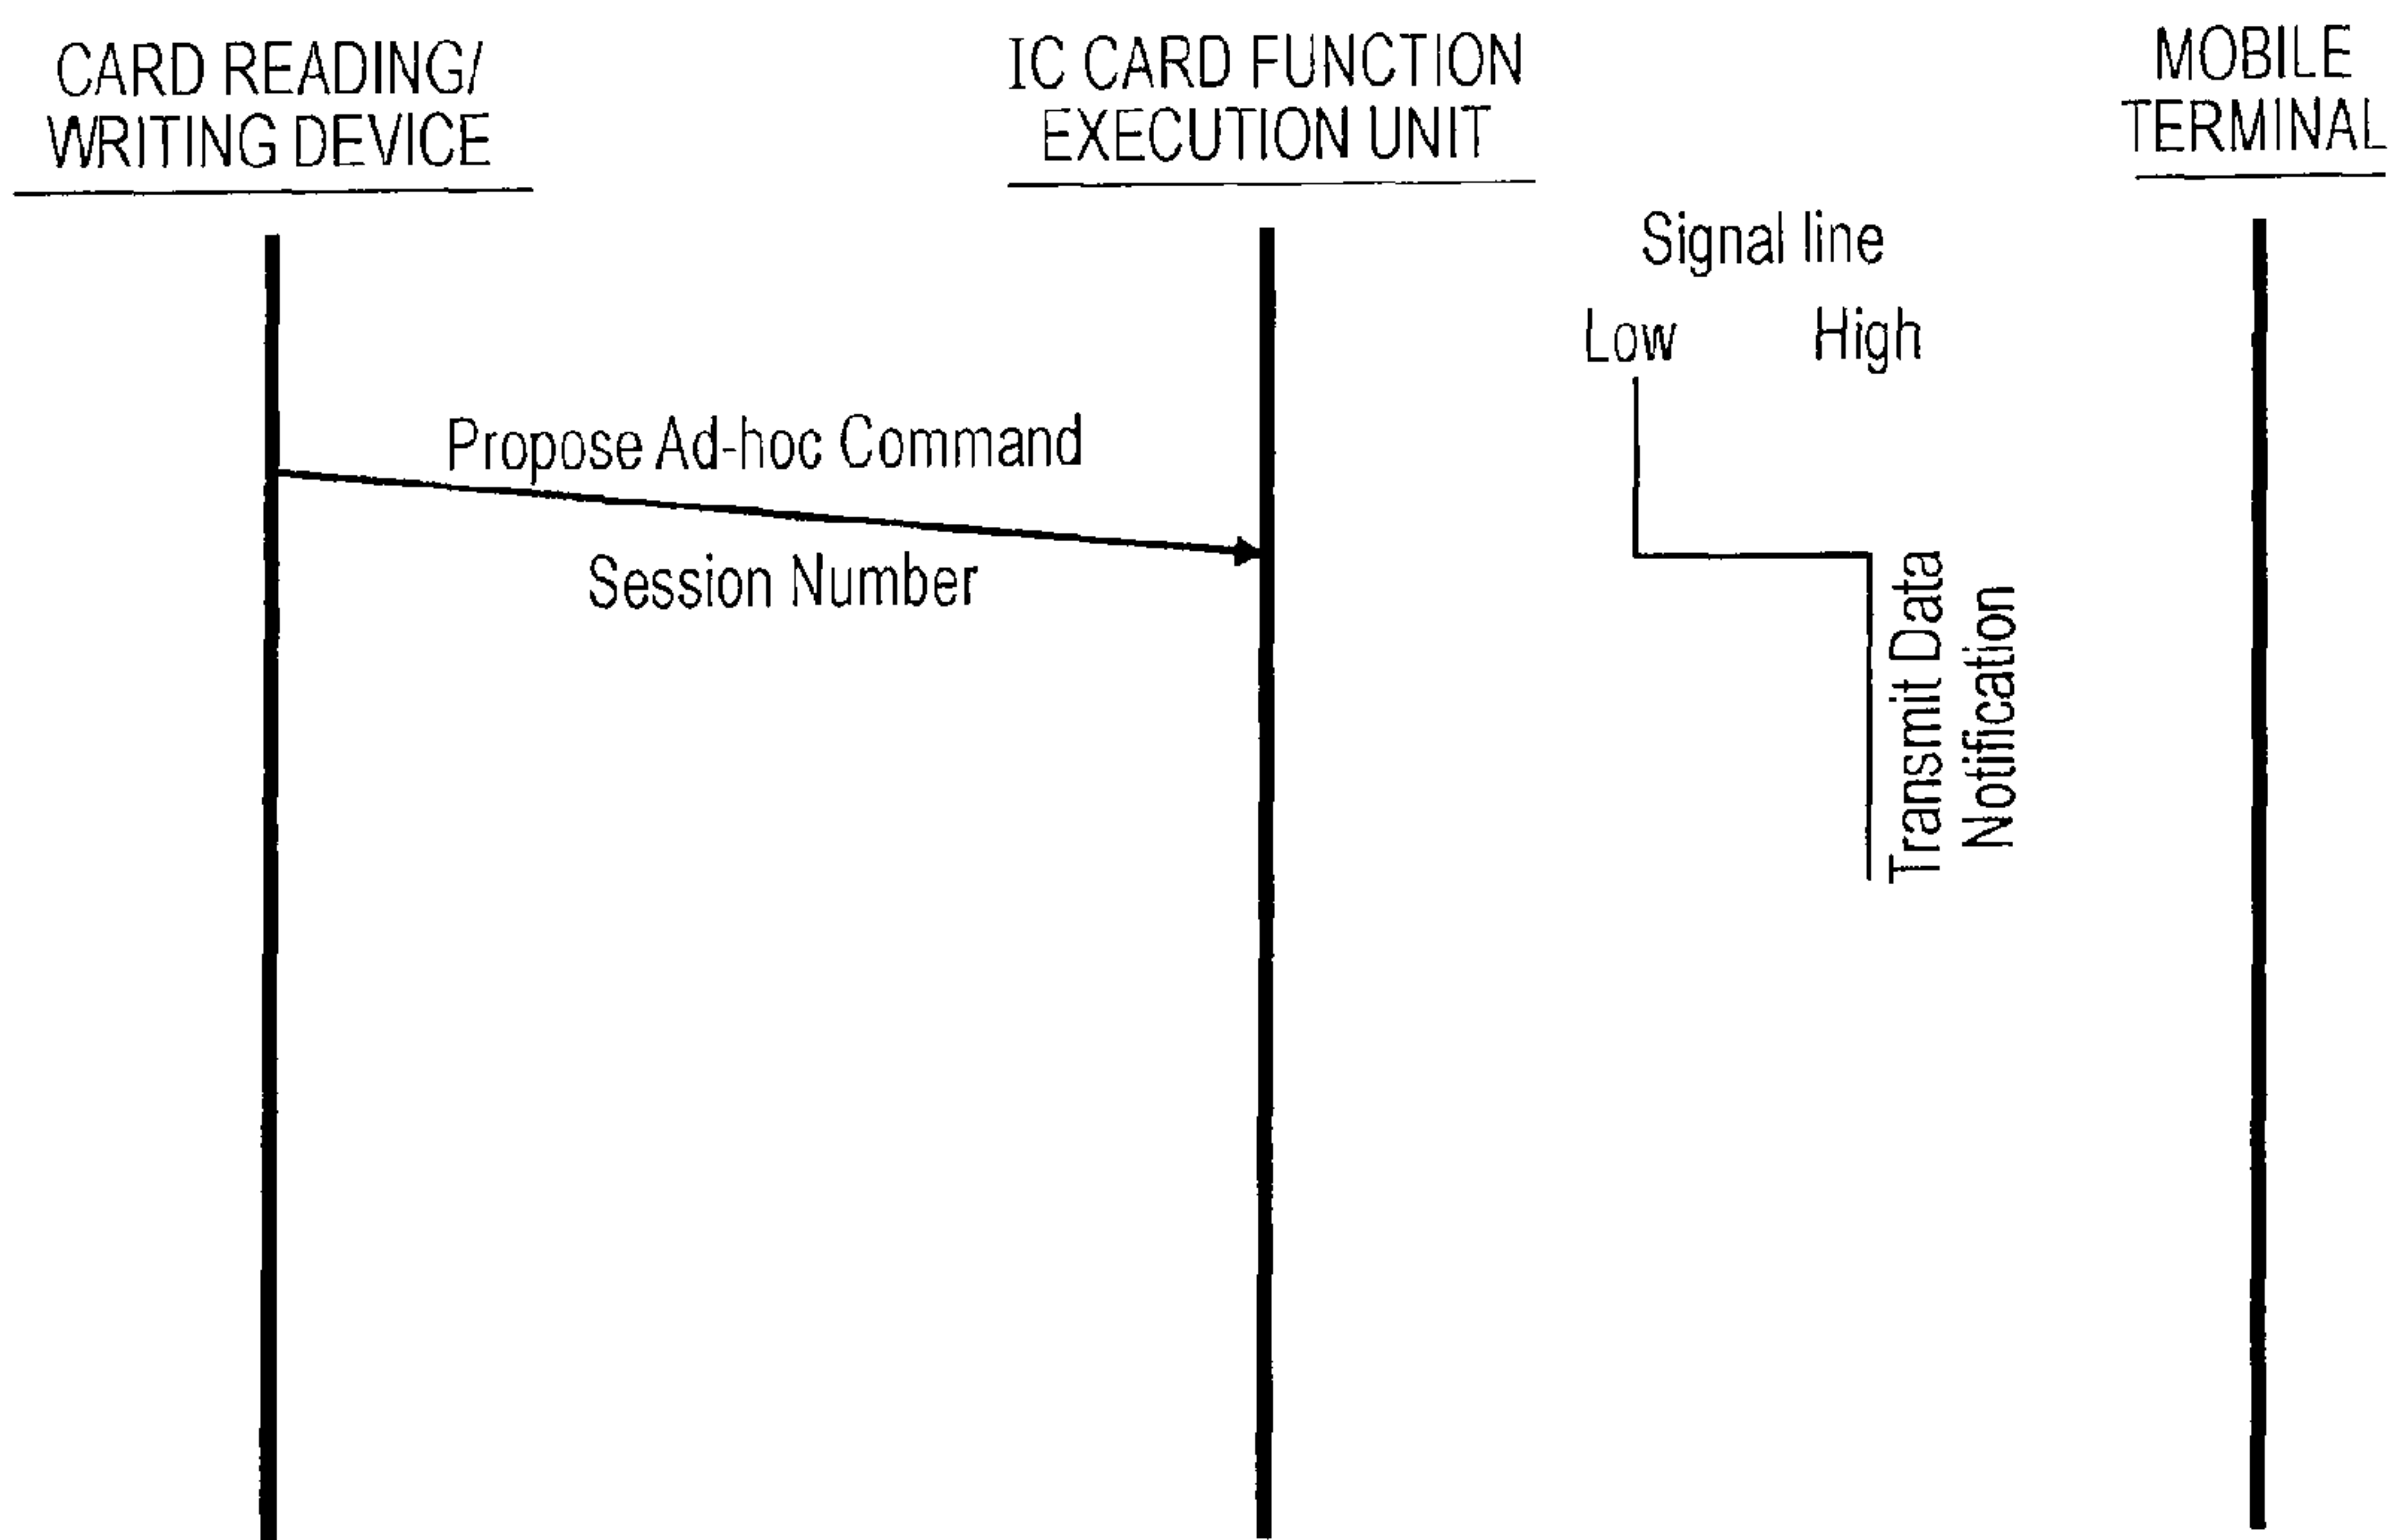 CARD READING/
WRITING DEVICE
IC CARD FUNCTION
EXECUTION UNIT
MOBILE
TERMINAL
Signal line
Low High
Propose Ad-hoc Command
Session Number
Transmit Data
Notification